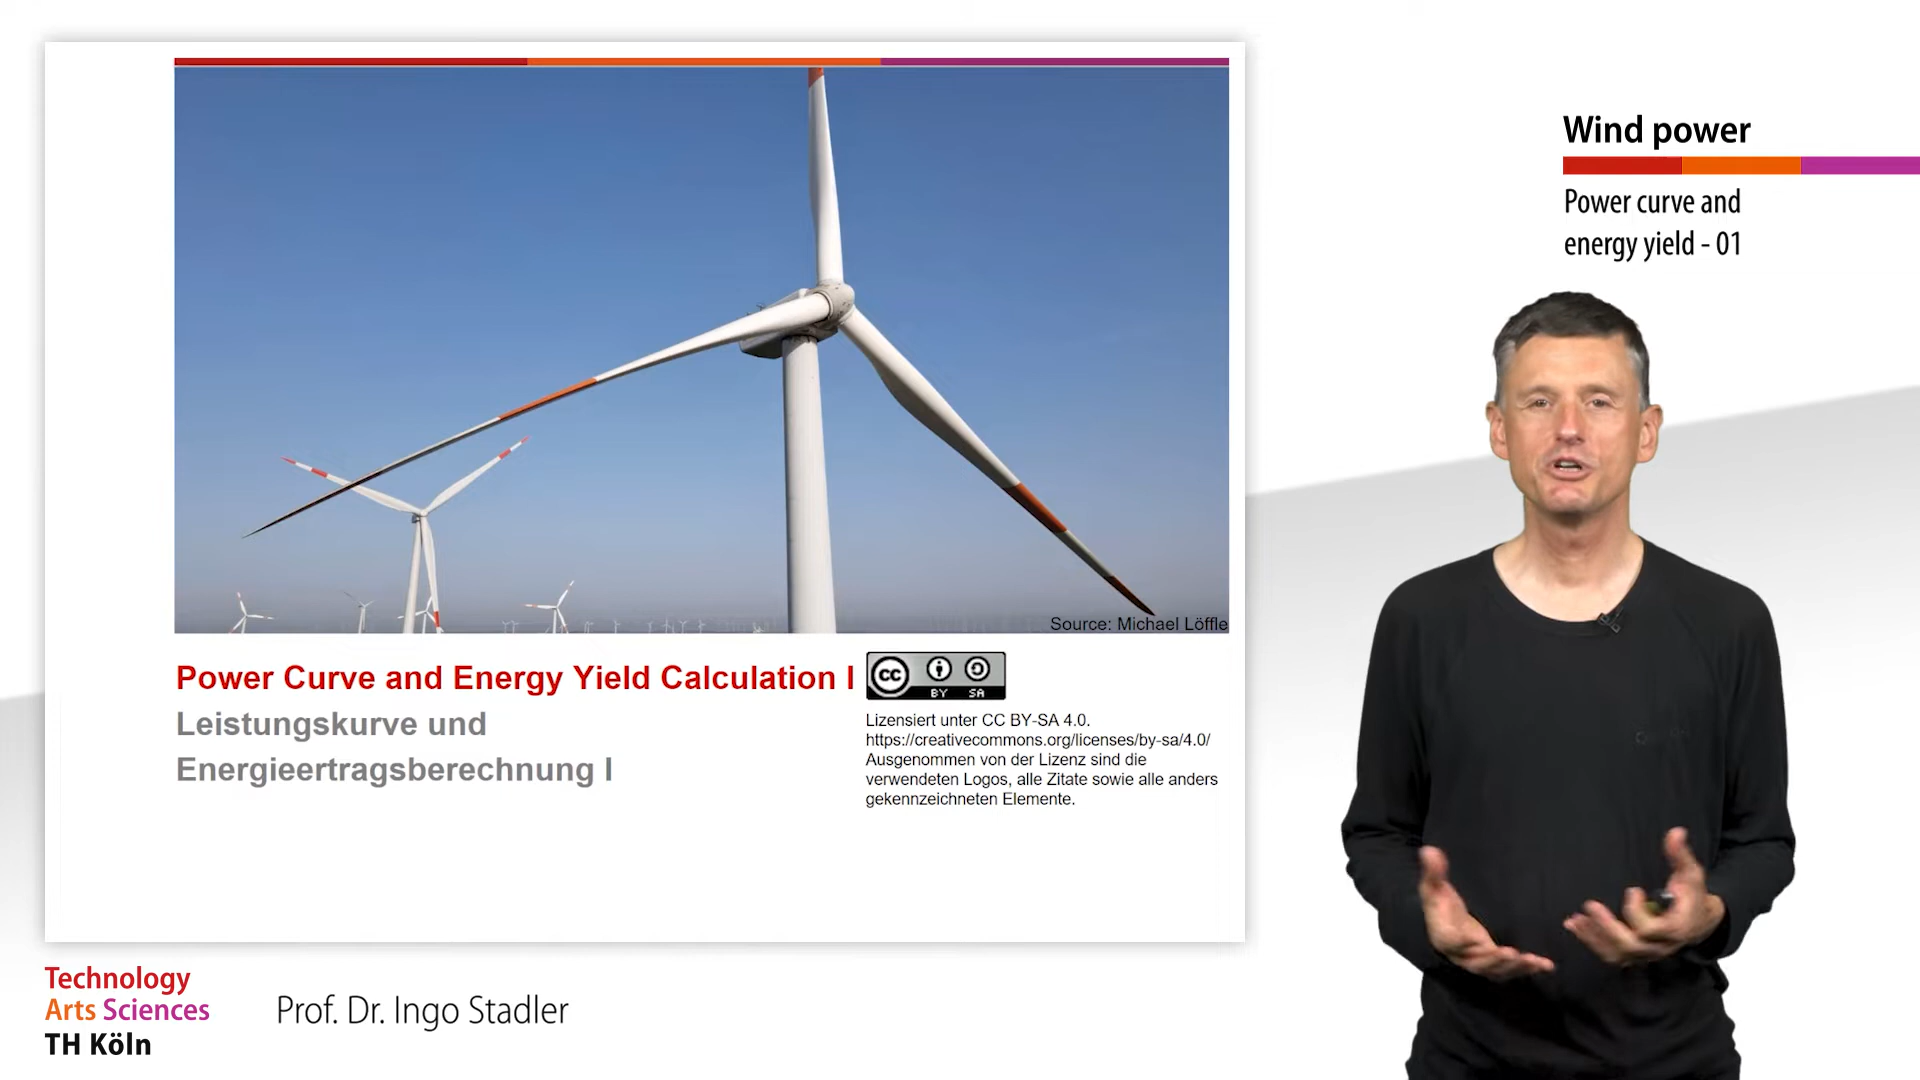 Wind power
Power curve and
energy yield - 01
Source: Michael Löffle
Power Curve and Energy Yield Calculation I
Leistungskurve und
Energieertragsberechnung I
cc
BY SA
Lizensiert unter CC BY-SA 4.0.
https://creativecommons.org/licenses/by-sa/4.0/
Ausgenommen von der Lizenz sind die
verwendeten Logos, alle Zitate sowie alle anders
gekennzeichneten Elemente.
Technology
Arts Sciences
TH Köln
Prof. Dr. Ingo Stadler